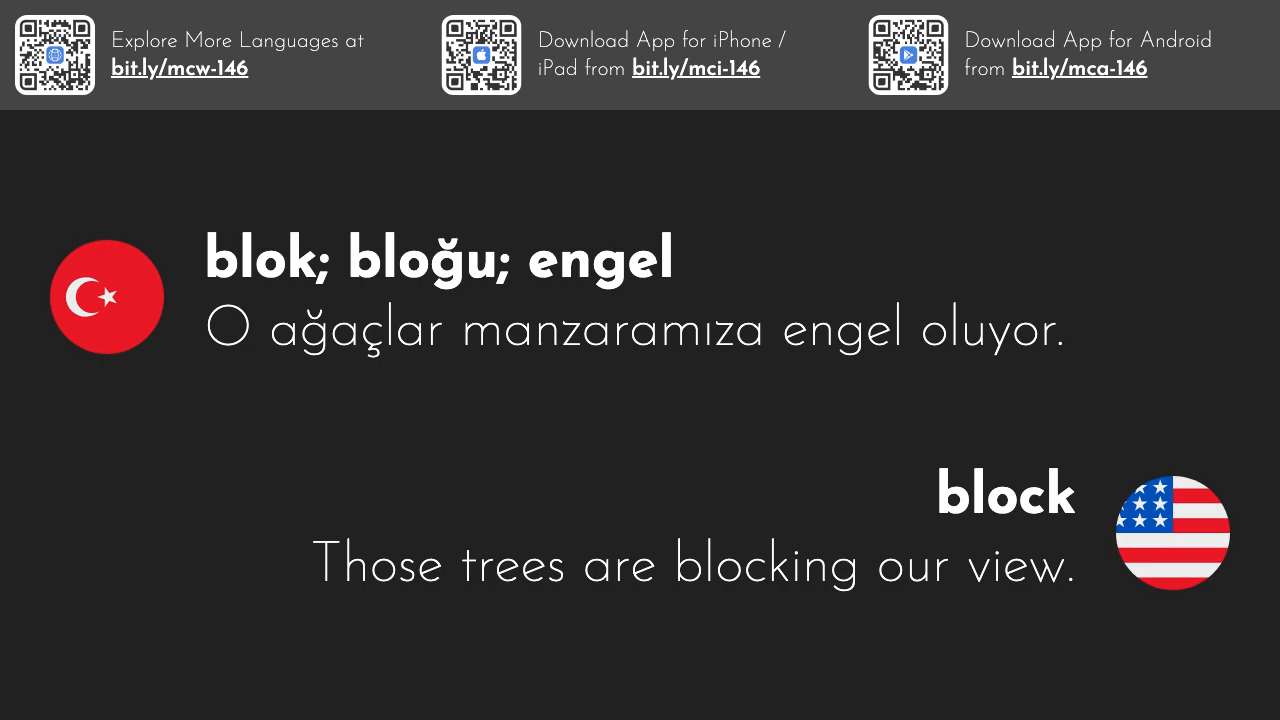 Explore More Languages at
bit.ly/mcw-146
Download App for iPhone /
iPad from bit.ly/mci-146
Download App for Android
from bit.ly/mca-146
blok; bloğu; engel
O ağaçlar manzaramıza engel oluyor.
block
Those trees are blocking our view.